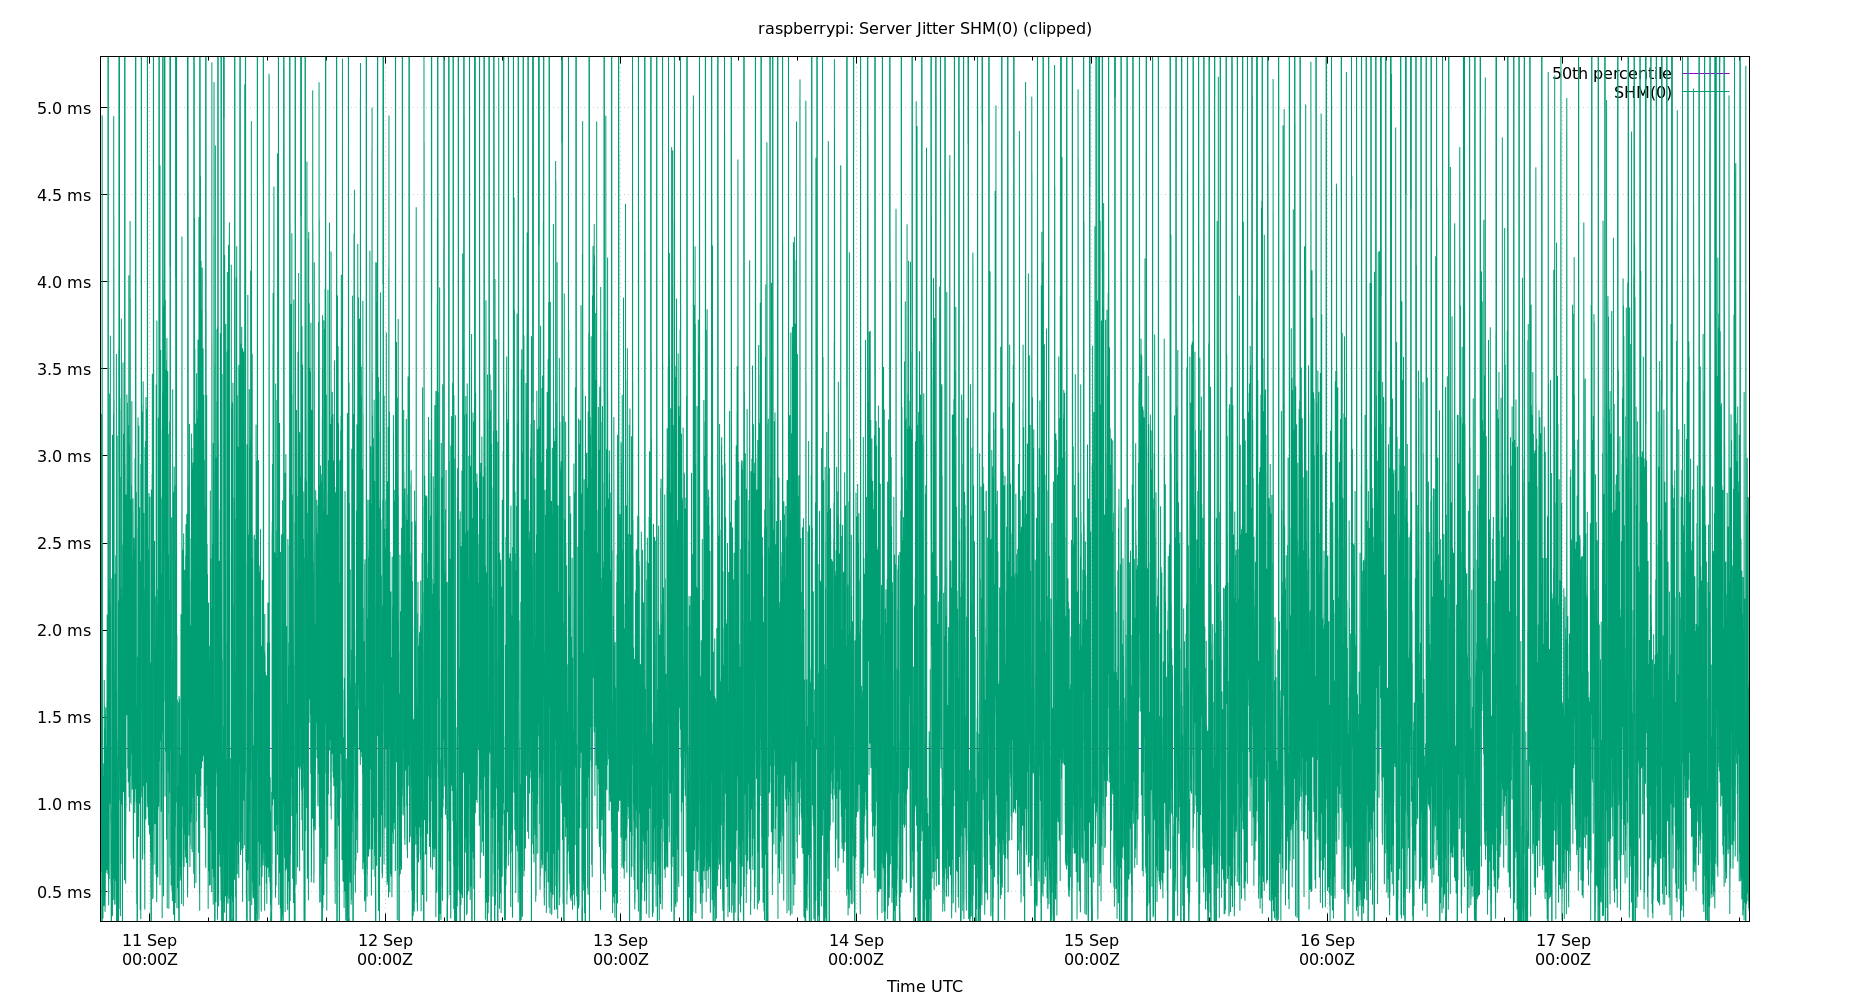 raspberrypi: Server Jitter SHM(0) (clipped)
50th percentile
SHM(0)
5.0 ms
4.5 ms
4.0 ms
3.5 ms
3.0 ms
2.5 ms
2.0 ms
1.5 ms
1.0 ms
0.5 ms
11 Sep 12 Sep 13 Sep 14 Sep 15 Sep 16 Sep 17 Sep
00:00Z 00:00Z 00:00Z 00:00Z 00:00Z 00:00Z 00:00Z
Time UTC